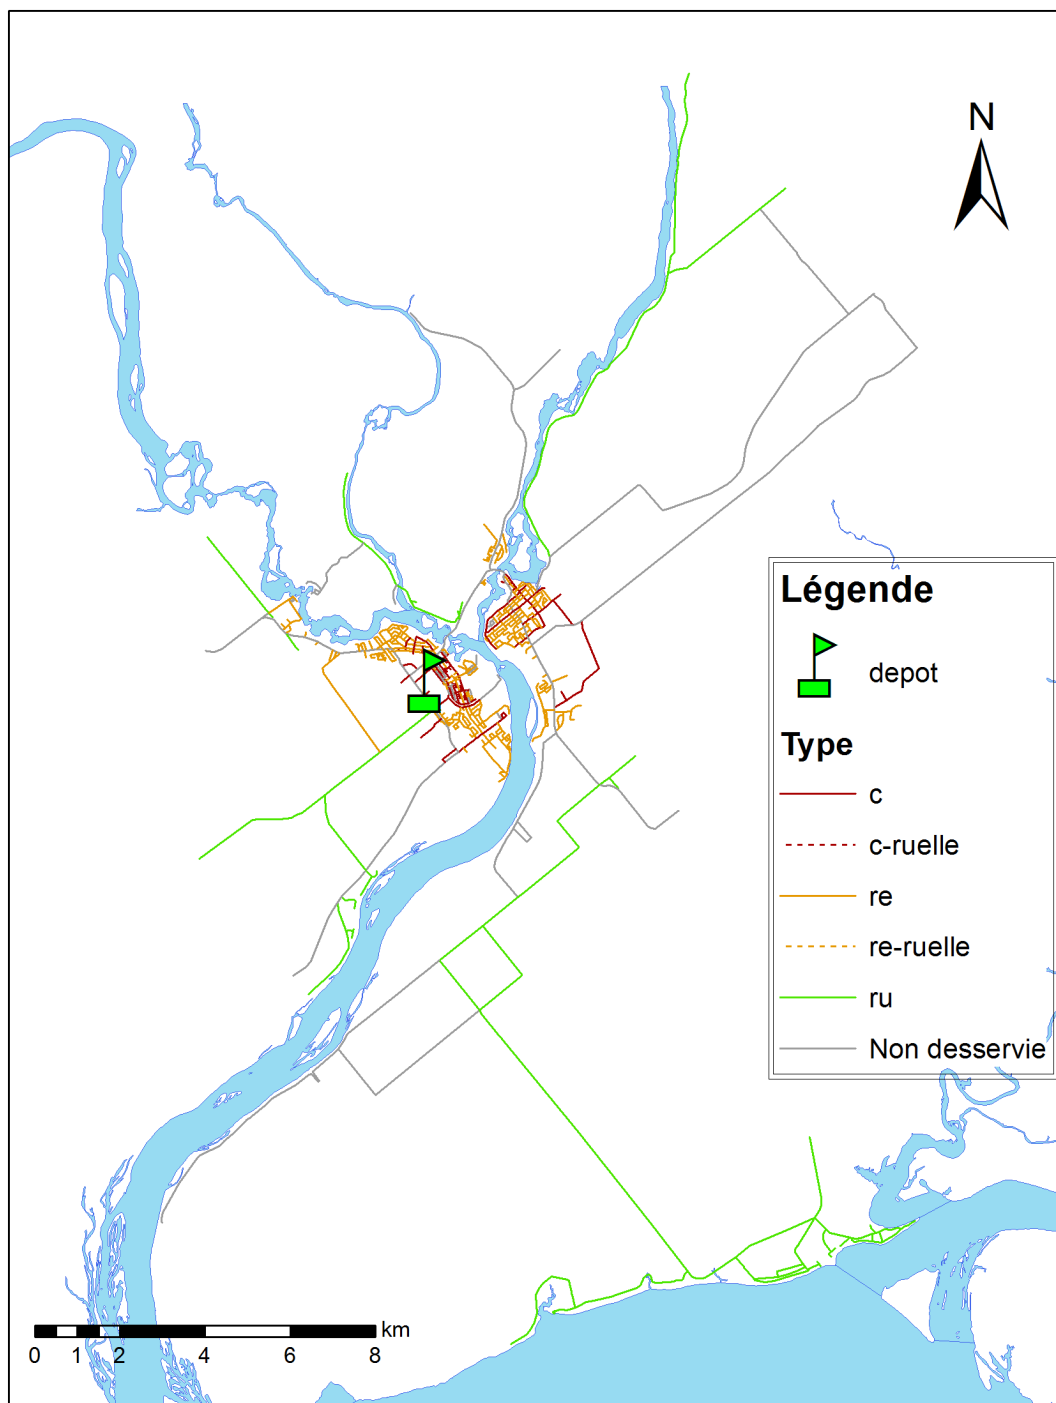 N
Légende
depot
Type
c
c-ruelle
re
re-ruelle
ru
Non desservie
km
0 1 2 4 6 8